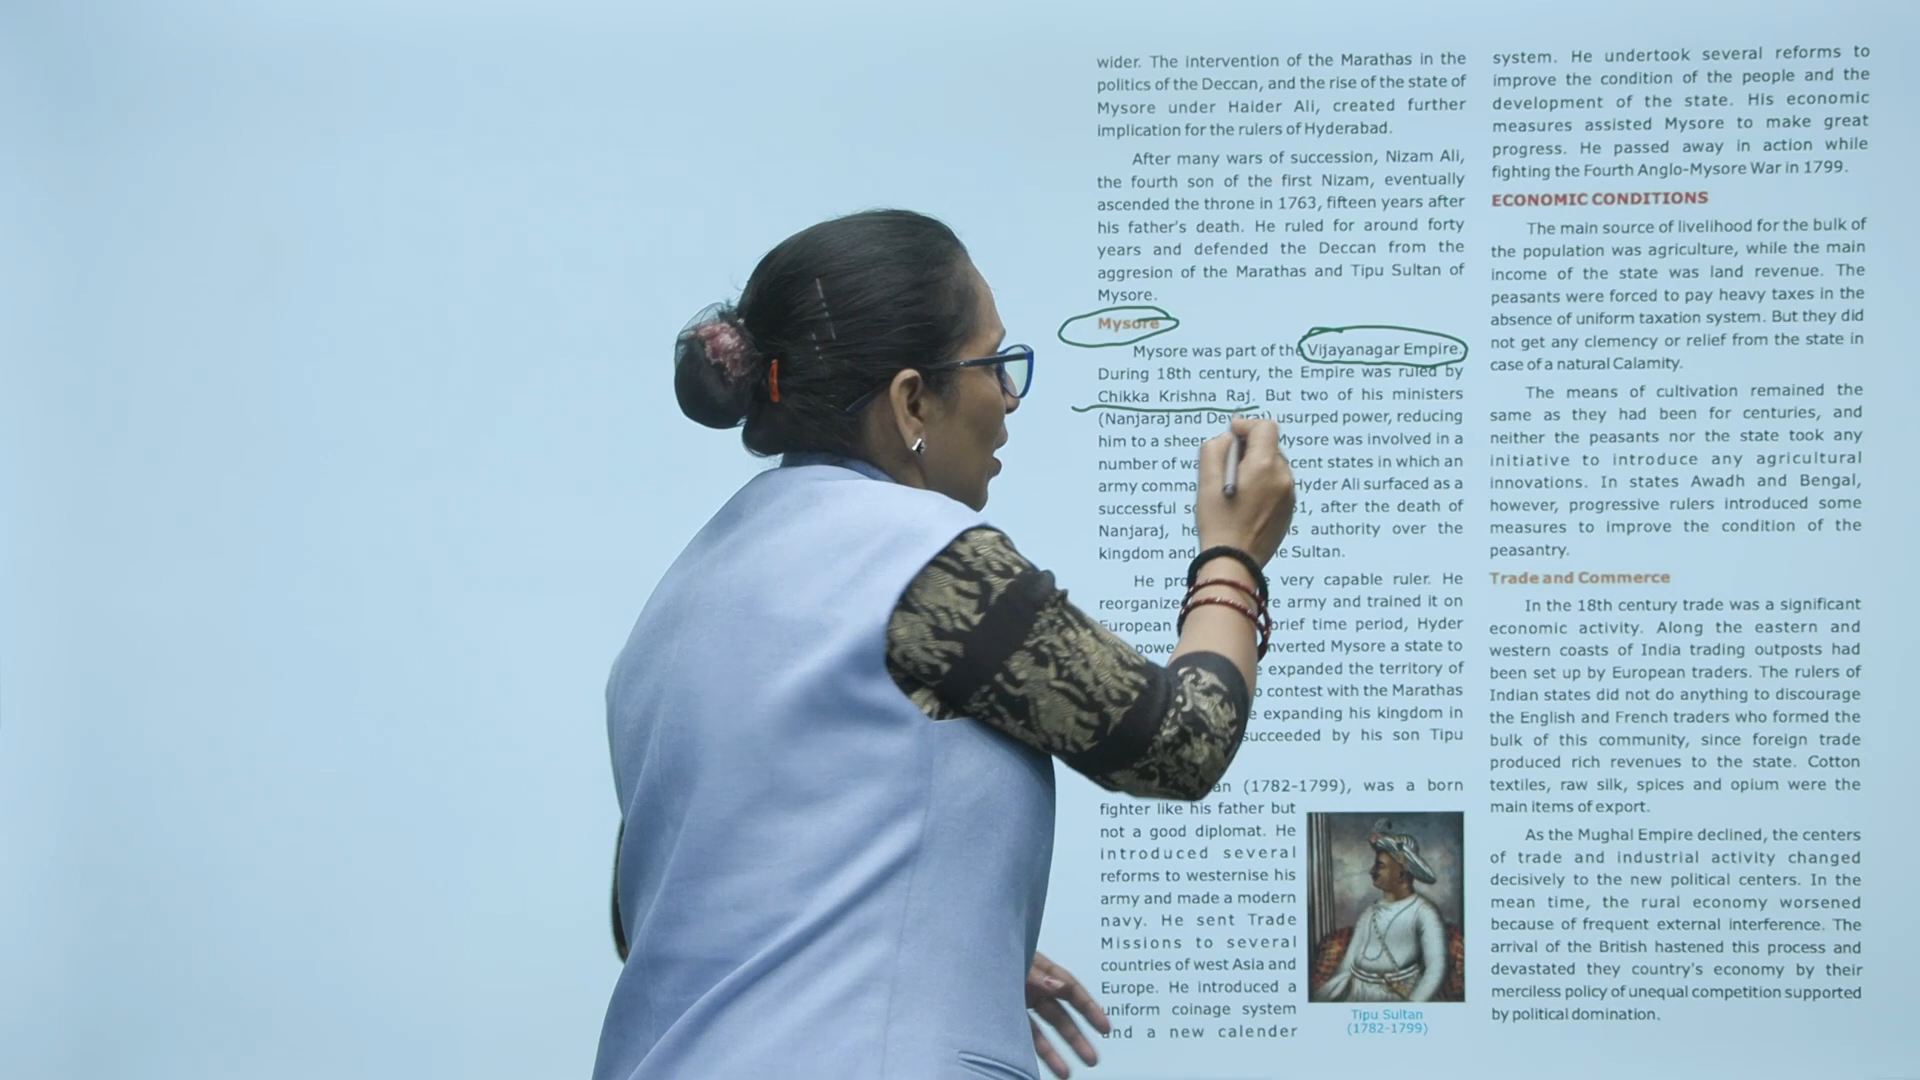 wider. The intervention of the Marathas in the
politics of the Deccan, and the rise of the state of
Mysore under Haider Ali, created further
implication for the rulers of Hyderabad.
After many wars of succession, Nizam Ali,
the fourth son of the first Nizam, eventually
ascended the throne in 1763, fifteen years after
his father's death. He ruled for around forty
years and defended the Deccan from the
aggresion of the Marathas and Tipu Sultan of
Mysore.
Mysore
Mysore was part of the Vijayanagar Empire.
During 18th century, the Empire was ruled by
Chikka Krishna Raj. But two of his ministers
(Nanjaraj and Devaraj) usurped power, reducing
him to a sheer Mysore was involved in a
number of states in which an
army Hyder Ali surfaced as a
successful after the death of
Nanjaraj, he authority over the
kingdom and Sultan.
He very capable ruler. He
army and trained it on
European brief time period, Hyder
Mysore a state to
expanded the territory of
contest with the Marathas
expanding his kingdom in
succeeded by his son Tipu
(1782-1799), was a born
fighter like his father but
not a good diplomat. He
introduced several
reforms to westernise his
army and made a modern
navy. He sent Trade
Missions to several
countries of west Asia and
Europe. He introduced a
uniform coinage system
and a new calender
Tipu Sultan
(1782-1799)
system. He undertook several reforms to
improve the condition of the people and the
development of the state. His economic
measures assisted Mysore to make great
progress. He passed away in action while
fighting the Fourth Anglo-Mysore War in 1799.
ECONOMIC CONDITIONS
The main source of livelihood for the bulk of
the population was agriculture, while the main
income of the state was land revenue. The
peasants were forced to pay heavy taxes in the
absence of uniform taxation system. But they did
not get any clemency or relief from the state in
case of a natural Calamity.
The means of cultivation remained the
same as they had been for centuries, and
neither the peasants nor the state took any
initiative to introduce any agricultural
innovations. In states Awadh and Bengal,
however, progressive rulers introduced some
measures to improve the condition of the
peasantry.
Trade and Commerce
In the 18th century trade was a significant
economic activity. Along the eastern and
western coasts of India trading outposts had
been set up by European traders. The rulers of
Indian states did not do anything to discourage
the English and French traders who formed the
bulk of this community, since foreign trade
produced rich revenues to the state. Cotton
textiles, raw silk, spices and opium were the
main items of export.
As the Mughal Empire declined, the centers
of trade and industrial activity changed
decisively to the new political centers. In the
mean time, the rural economy worsened
because of frequent external interference. The
arrival of the British hastened this process and
devastated they country's economy by their
merciless policy of unequal competition supported
by political domination.